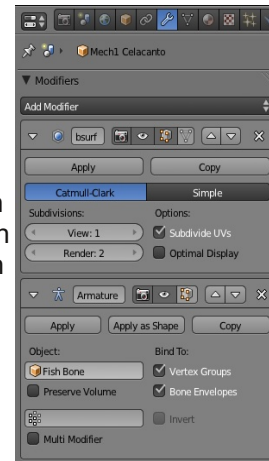 Mech1 Celacanto
Modifiers
Add Modifier
bsurf
Apply Copy
Catmull-Clark Simple
Subdivisions: Options:
View: 1 Subdivide UVs
Render: 2 Optimal Display
Armature
Apply Apply as Shape Copy
Object: Bind To:
Fish Bone Vertex Groups
Preserve Volume Bone Envelopes
Invert
Multi Modifier